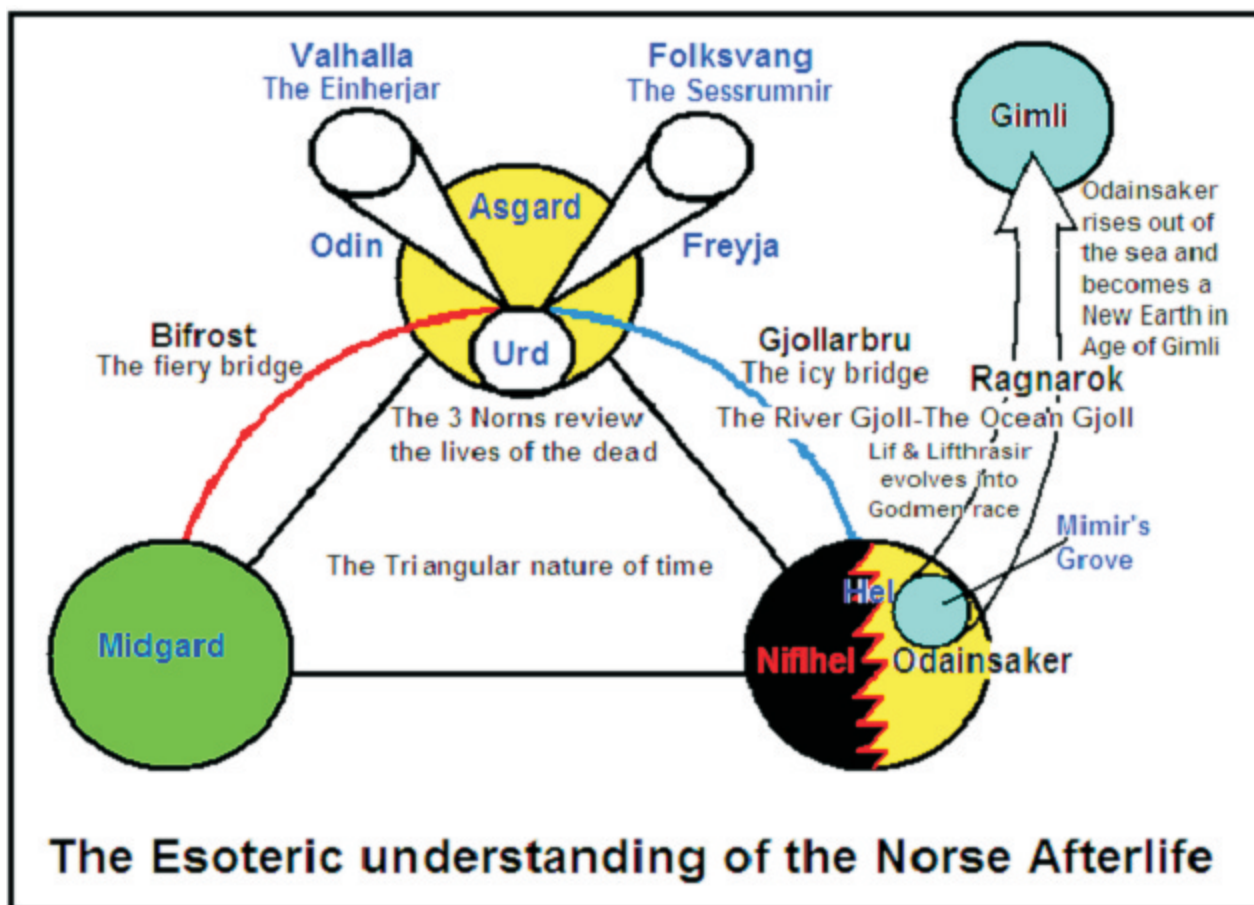 Valhalla
The Einherjar
Folksvang
The Sessrumnir
Gimli
Asgard
Odin
Freyja
Odainsaker
rises out of
the sea and
becomes a
New Earth in
Age of Gimli
Bifrost
The fiery bridge
Urd
Gjollarbru
The icy bridge
Ragnarok
The 3 Norns review
the lives of the dead
The River Gjoll-The Ocean Gjoll
Lif & Lifthrasir
evolves into
Godmen race
Mimir's
Grove
The Triangular nature of time
Midgard
Hel
Niflhel
Odainsaker
The Esoteric understanding of the Norse Afterlife